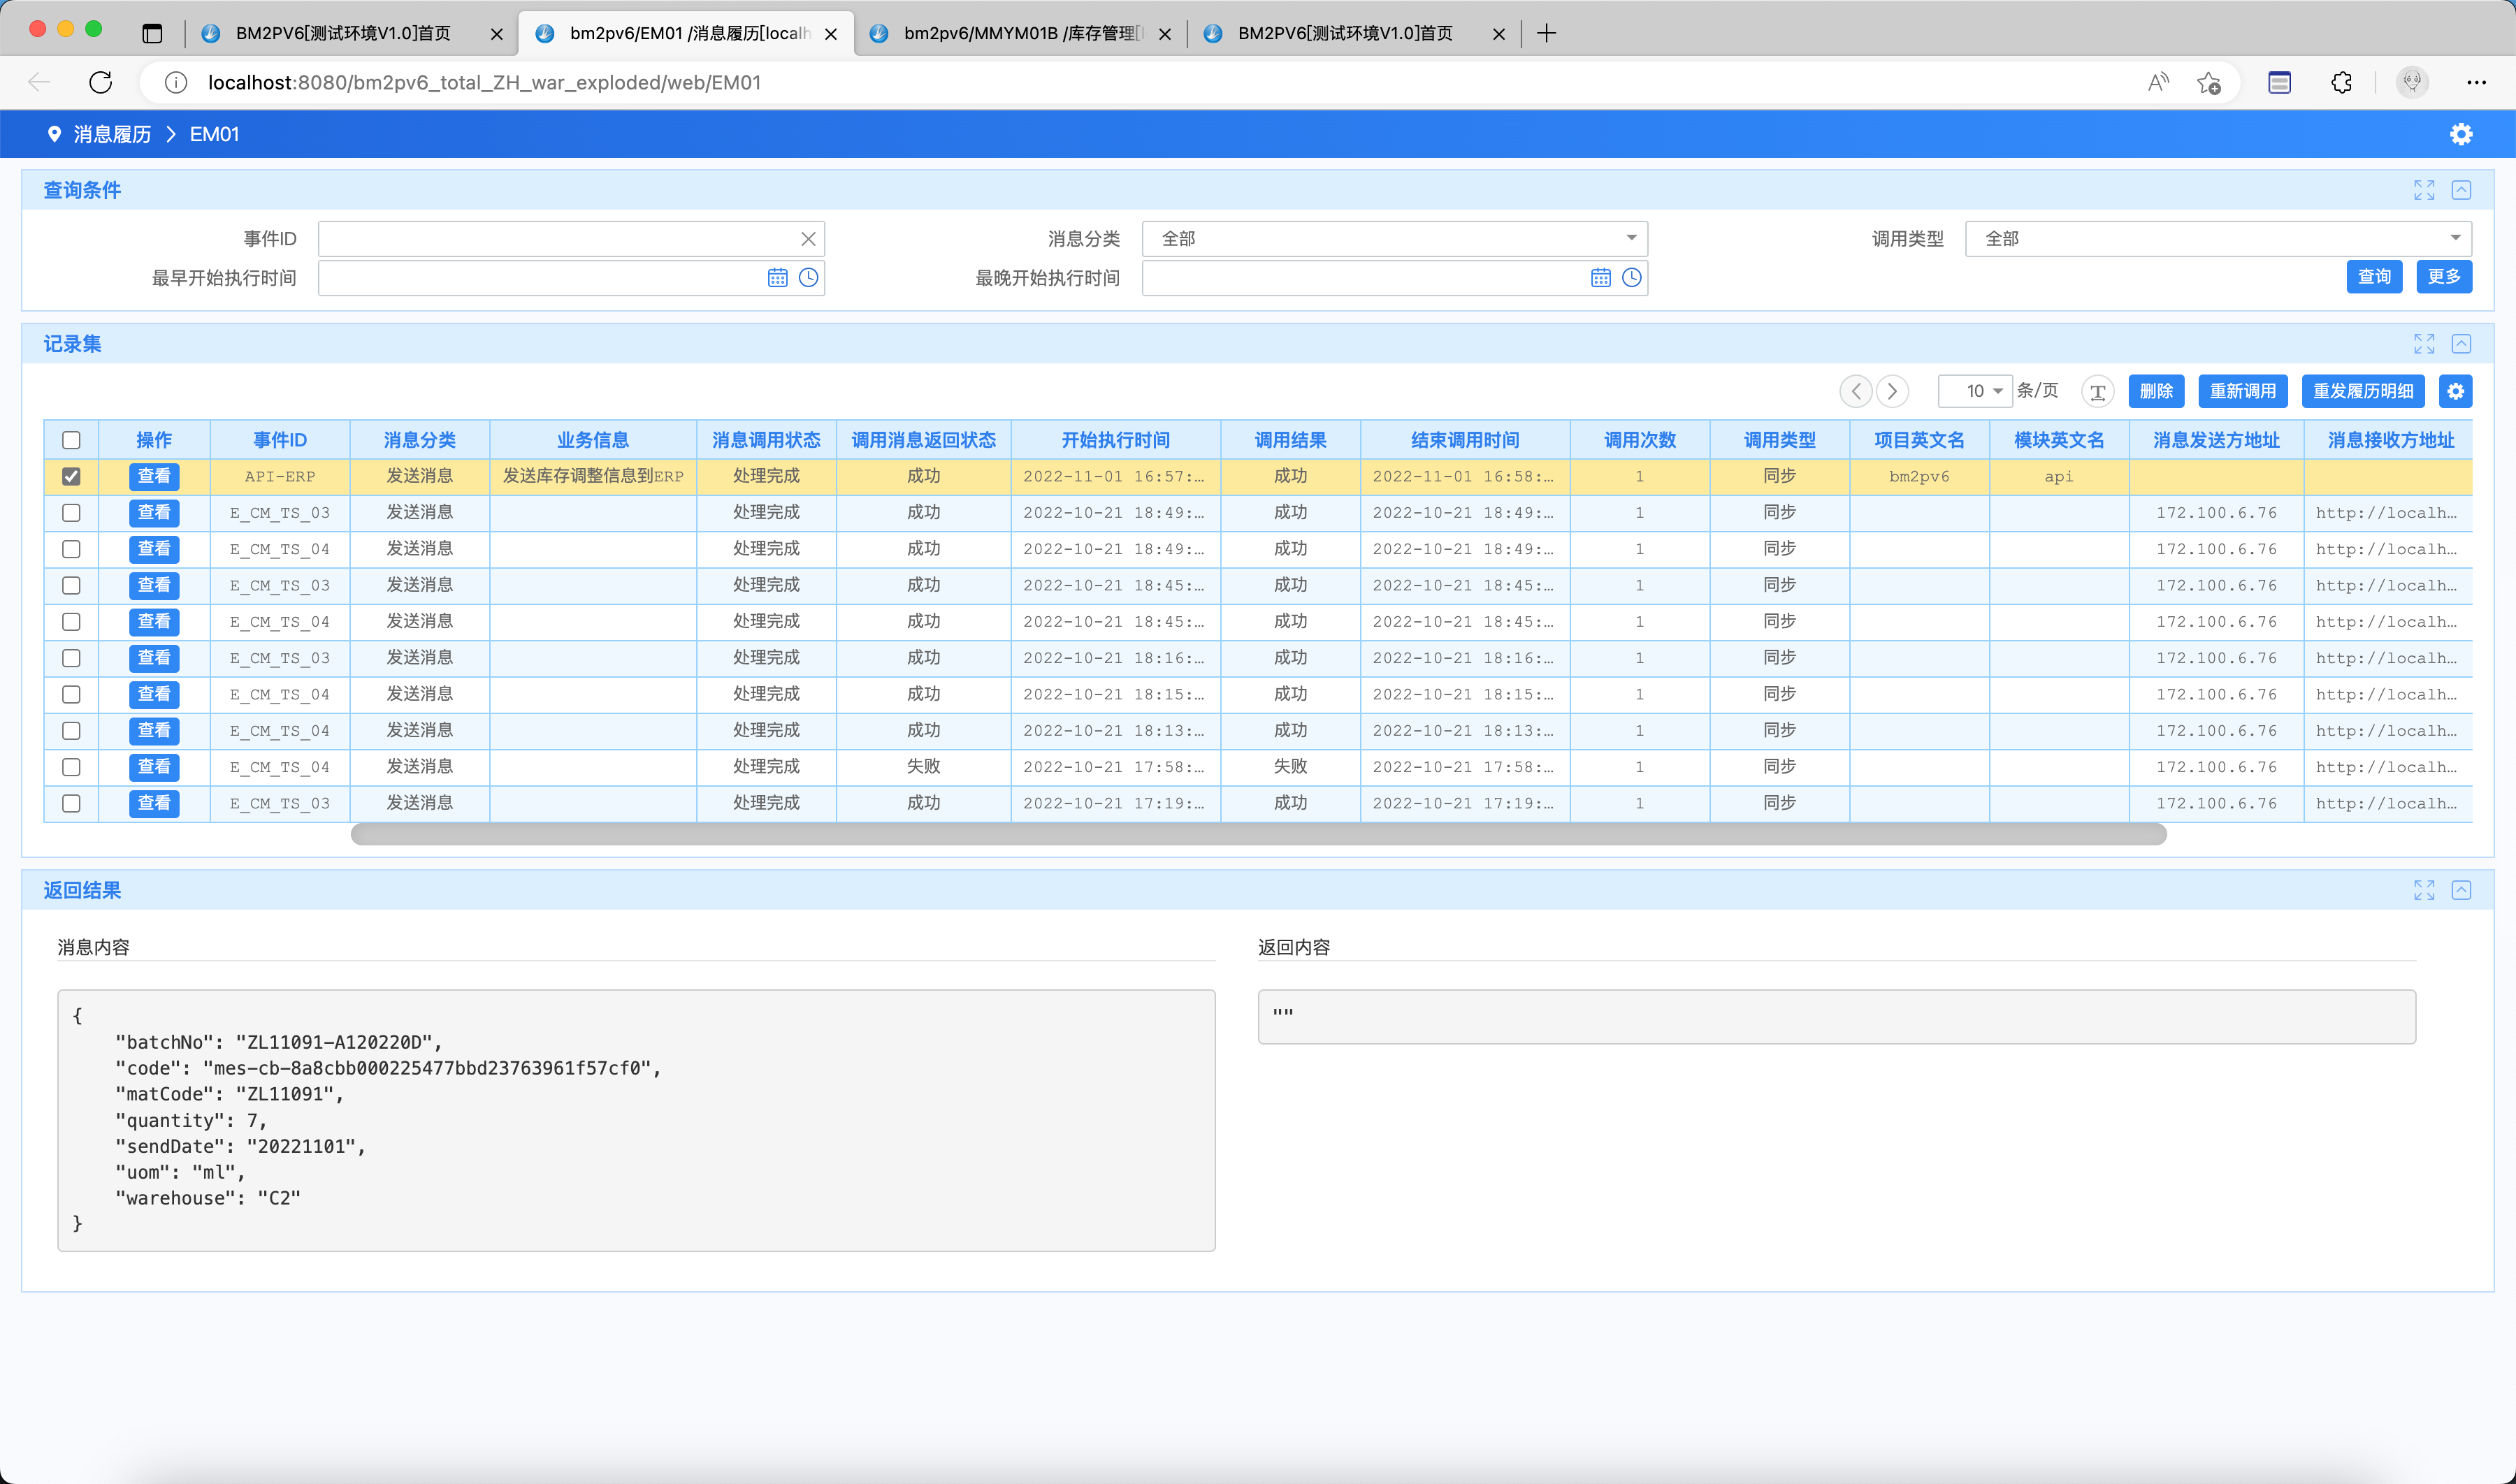 BM2PV6[测试环境V1.0]首页
bm2pv6/EM01 /消息履历[localh
bm2pv6/MMYM01B /库存管理[
BM2PV6[测试环境V1.0]首页
localhost:8080/bm2pv6_total_ZH_war_exploded/web/EM01
消息履历 > EM01
查询条件
事件ID 消息分类 全部 调用类型 全部
最早开始执行时间 最晚开始执行时间 查询 更多
记录集
10 条/页 删除 重新调用 重发履历明细
操作 事件ID 消息分类 业务信息 消息调用状态 调用消息返回状态 开始执行时间 调用结果 结束调用时间 调用次数 调用类型 项目英文名 模块英文名 消息发送方地址 消息接收方地址
查看 API-ERP 发送消息 发送库存调整信息到ERP 处理完成 成功 2022-11-01 16:57:... 成功 2022-11-01 16:58:... 1 同步 bm2pv6 api
查看 E_CM_TS_03 发送消息 处理完成 成功 2022-10-21 18:49:... 成功 2022-10-21 18:49:... 1 同步 172.100.6.76 http://localh...
查看 E_CM_TS_04 发送消息 处理完成 成功 2022-10-21 18:49:... 成功 2022-10-21 18:49:... 1 同步 172.100.6.76 http://localh...
查看 E_CM_TS_03 发送消息 处理完成 成功 2022-10-21 18:45:... 成功 2022-10-21 18:45:... 1 同步 172.100.6.76 http://localh...
查看 E_CM_TS_04 发送消息 处理完成 成功 2022-10-21 18:45:... 成功 2022-10-21 18:45:... 1 同步 172.100.6.76 http://localh...
查看 E_CM_TS_03 发送消息 处理完成 成功 2022-10-21 18:16:... 成功 2022-10-21 18:16:... 1 同步 172.100.6.76 http://localh...
查看 E_CM_TS_04 发送消息 处理完成 成功 2022-10-21 18:15:... 成功 2022-10-21 18:15:... 1 同步 172.100.6.76 http://localh...
查看 E_CM_TS_04 发送消息 处理完成 成功 2022-10-21 18:13:... 成功 2022-10-21 18:13:... 1 同步 172.100.6.76 http://localh...
查看 E_CM_TS_04 发送消息 处理完成 失败 2022-10-21 17:58:... 失败 2022-10-21 17:58:... 1 同步 172.100.6.76 http://localh...
查看 E_CM_TS_03 发送消息 处理完成 成功 2022-10-21 17:19:... 成功 2022-10-21 17:19:... 1 同步 172.100.6.76 http://localh...
返回结果
消息内容
{
"batchNo": "ZL11091-A120220D",
"code": "mes-cb-8a8cbb000225477bbd23763961f57cf0",
"matCode": "ZL11091",
"quantity": 7,
"sendDate": "20221101",
"uom": "ml",
"warehouse": "C2"
}
返回内容
""